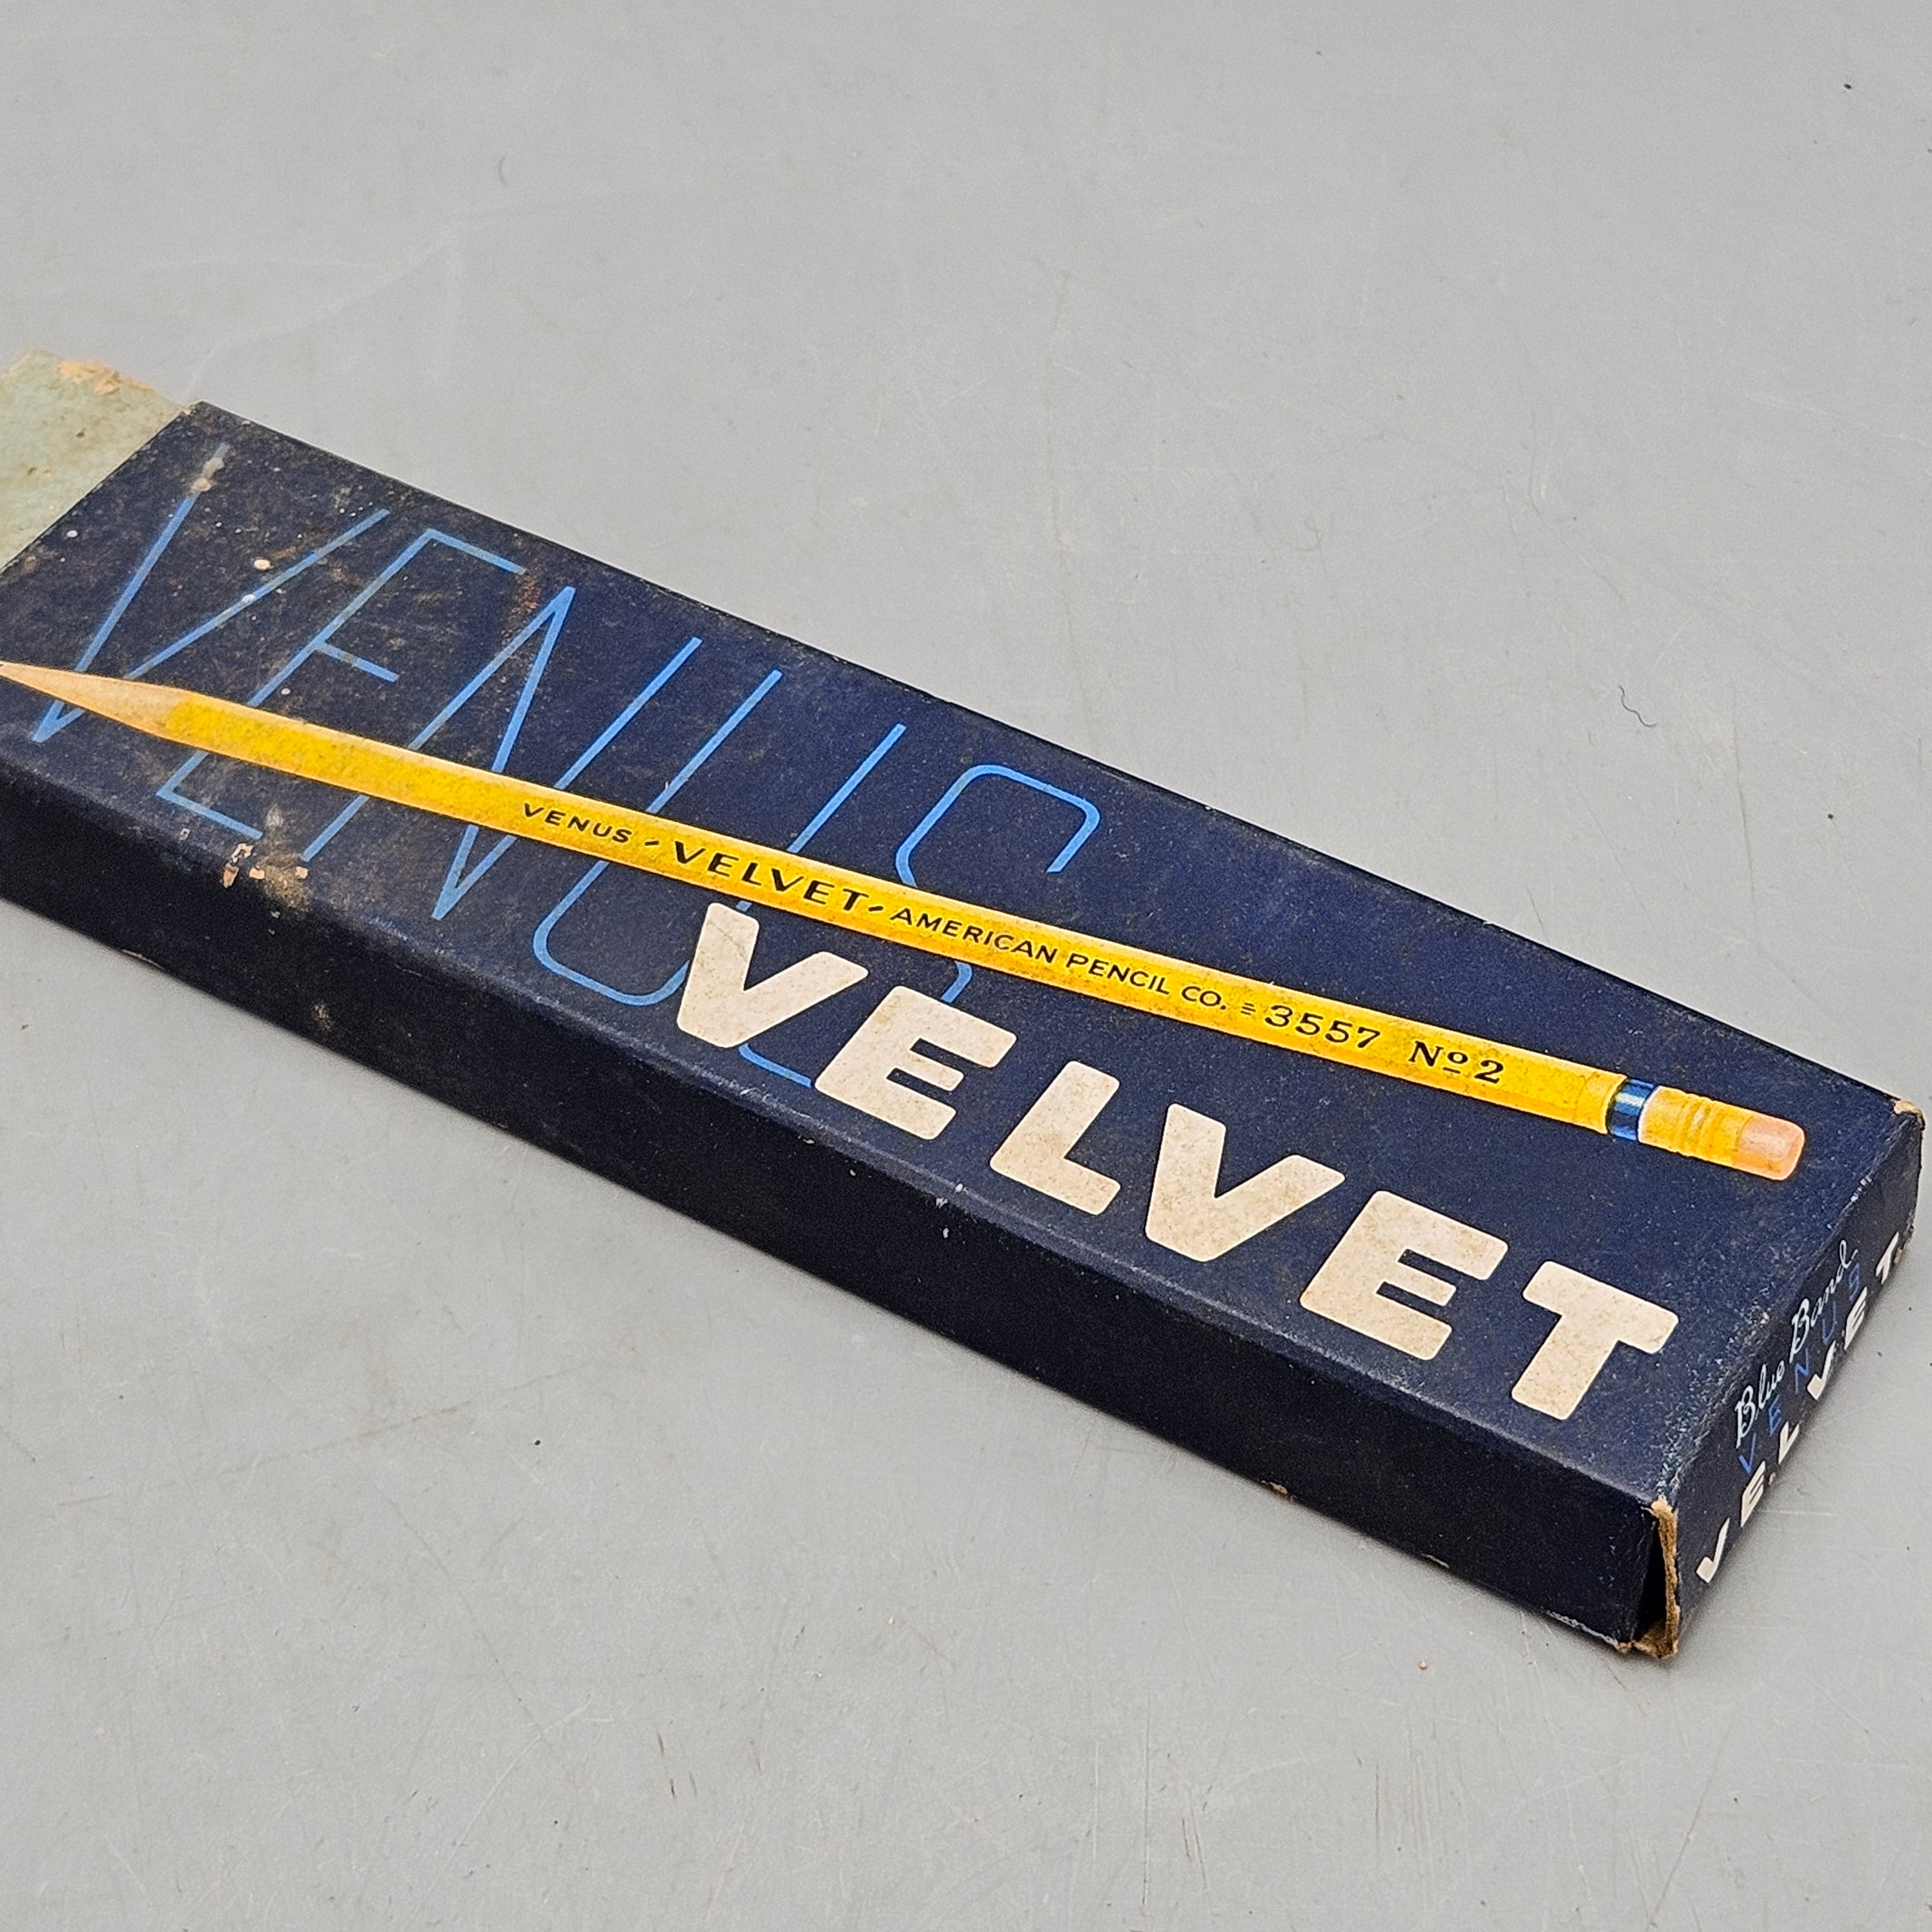 VENUS
VENUS-VELVET-AMERICAN PENCIL CO. = 3557 Nº 2
VELVET
Blue Band
VENUS
VELVET